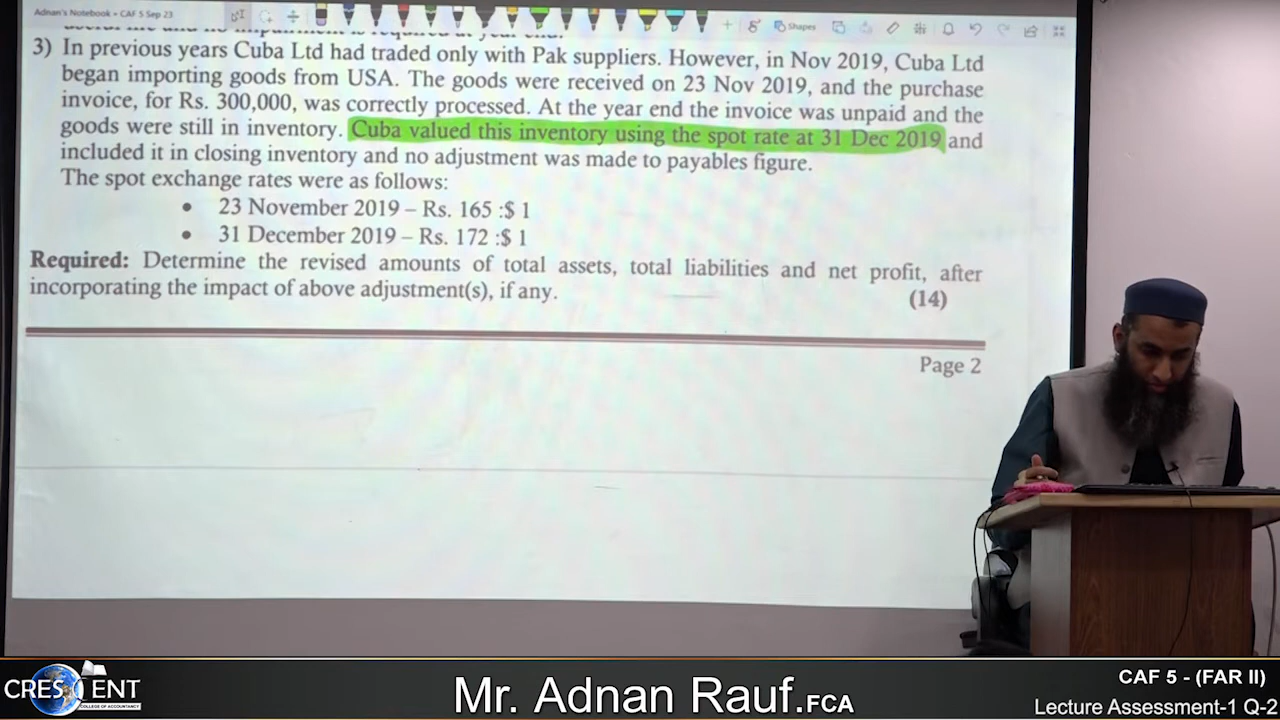 Adnan's Notebook • CAF 5 Sep 23
Shapes
3) In previous years Cuba Ltd had traded only with Pak suppliers. However, in Nov 2019, Cuba Ltd
began importing goods from USA. The goods were received on 23 Nov 2019, and the purchase
invoice, for Rs. 300,000, was correctly processed. At the year end the invoice was unpaid and the
goods were still in inventory. Cuba valued this inventory using the spot rate at 31 Dec 2019 and
included it in closing inventory and no adjustment was made to payables figure.
The spot exchange rates were as follows:
• 23 November 2019 – Rs. 165 :$ 1
• 31 December 2019 – Rs. 172 :$ 1
Required: Determine the revised amounts of total assets, total liabilities and net profit, after
incorporating the impact of above adjustment(s), if any.
(14)
Page 2
CRESCENT
COLLEGE OF ACCOUNTANCY
Mr. Adnan Rauf.FCA
CAF 5 - (FAR II)
Lecture Assessment-1 Q-2